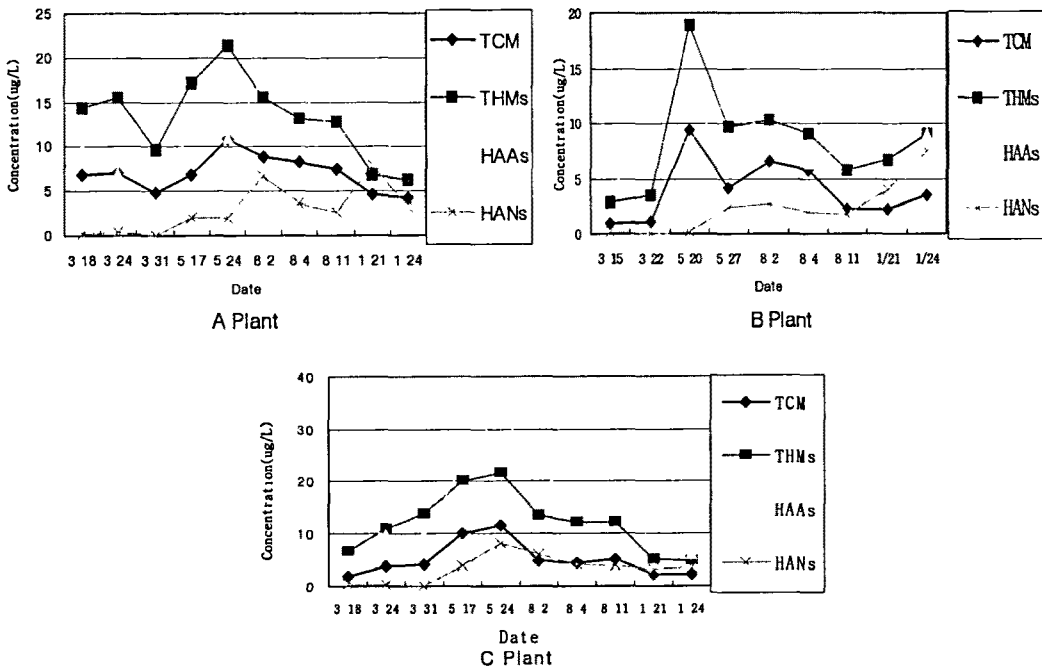 25
20
15
10
5
0
Concentration(ug/L)
3 18 3 24 3 31 5 17 5 24 8 2 8 4 8 11 1 21 1 24
Date
TCM
THMs
HAAs
HANs
A Plant
20
15
10
5
0
Concentration(ug/L)
3 15 3 22 5 20 5 27 8 2 8 4 8 11 1/21 1/24
Date
TCM
THMs
HAAs
HANs
B Plant
40
30
20
10
0
Concentration(ug/L)
3 18 3 24 3 31 5 17 5 24 8 2 8 4 8 11 1 21 1 24
Date
TCM
THMs
HAAs
HANs
C Plant